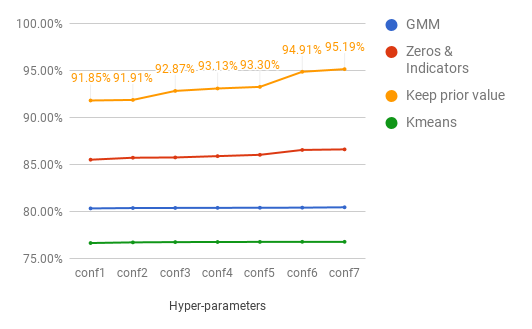 100.00%
95.00%
90.00%
85.00%
80.00%
75.00%
91.85% 91.91% 92.87% 93.13% 93.30% 94.91% 95.19%
conf1 conf2 conf3 conf4 conf5 conf6 conf7
Hyper-parameters
GMM
Zeros &
Indicators
Keep prior value
Kmeans